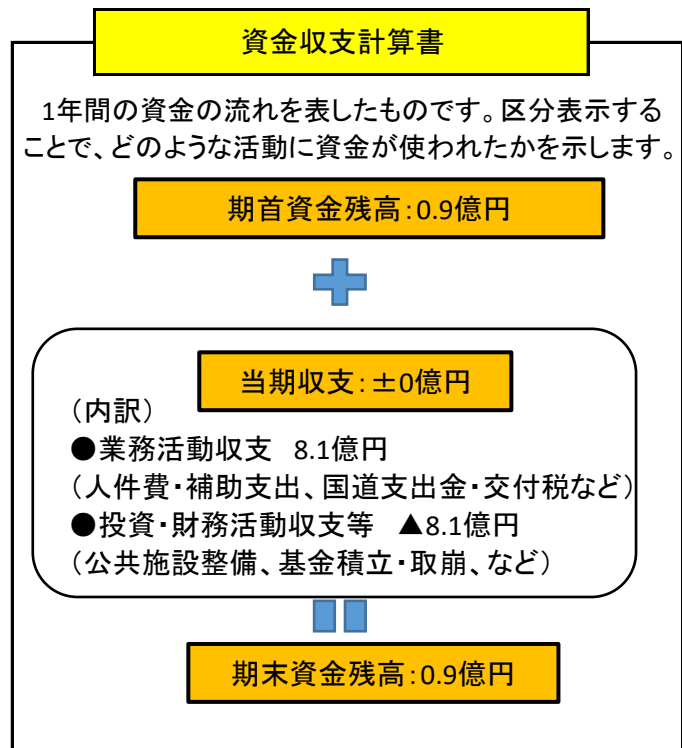 資金収支計算書
1年間の資金の流れを表したものです。区分表示する
ことで、どのような活動に資金が使われたかを示します。
期首資金残高：0.9億円
当期収支：±0億円
（内訳）
●業務活動収支 8.1億円
（人件費・補助支出、国道支出金・交付税など）
●投資・財務活動収支等 ▲8.1億円
（公共施設整備、基金積立・取崩、など）
期末資金残高：0.9億円